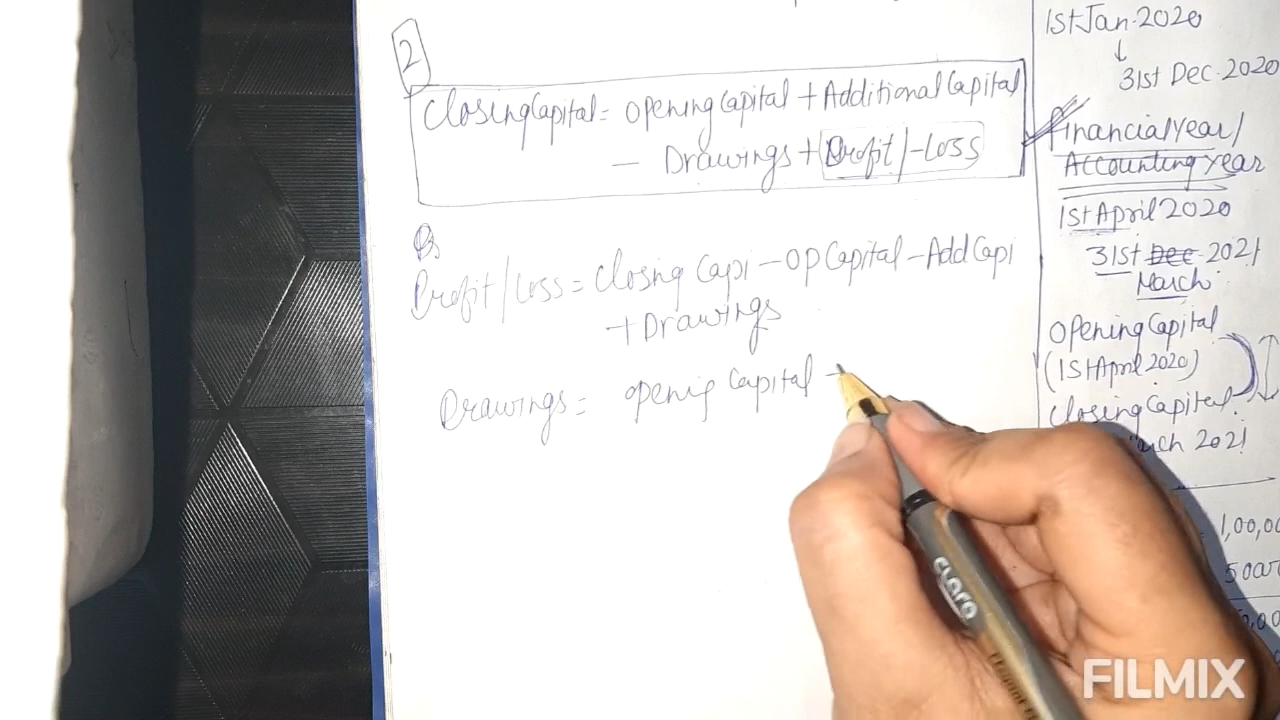 2
Closing Capital = Opening Capital + Additional Capital
- Drawings + Profit/-Loss
Profit/Loss = Closing Capi - Op Capital - Add Capi
+ Drawings
Drawings = openig Capital -
1st Jan. 2020
↓
31st Dec. 2020
Financial Year/
Accounting year
1st April 2020
31st Dec 2021
March
Opening Capital
(1st April 2020)
Closing Capital
2021
1,00,00
500
CLARO
FILMIX